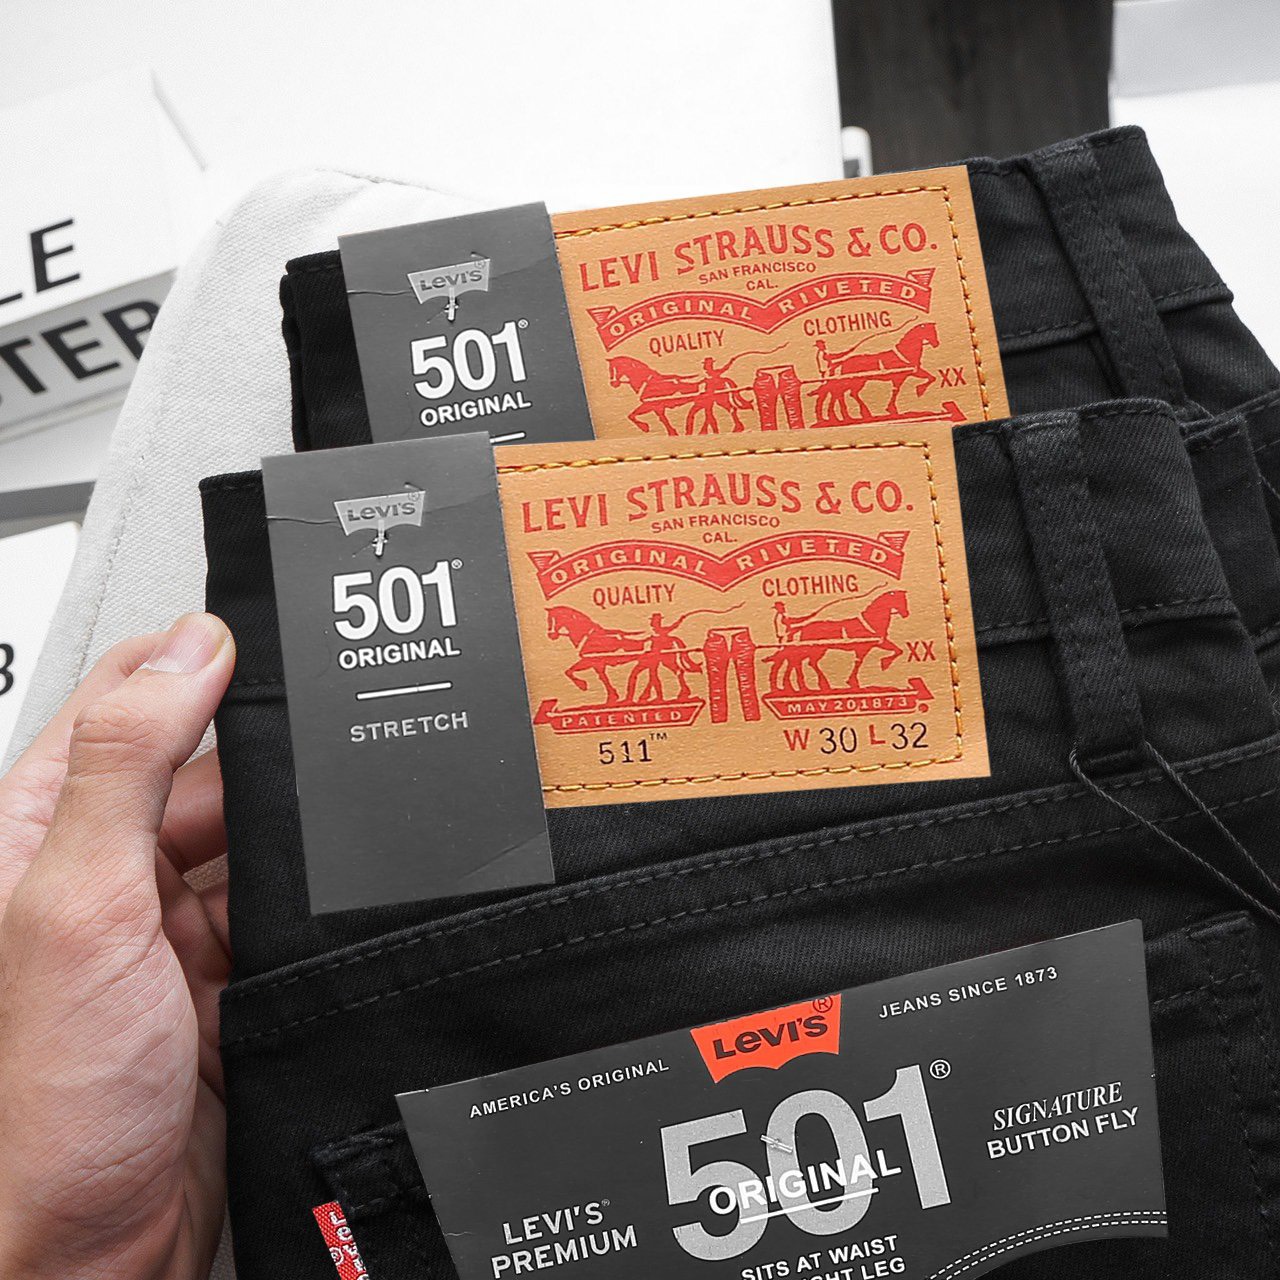 LE
STER
LEVI'S®
501®
ORIGINAL
LEVI STRAUSS & CO.
SAN FRANCISCO
CAL.
ORIGINAL RIVETED
QUALITY CLOTHING
XX
LEVI'S®
501®
ORIGINAL
STRETCH
LEVI STRAUSS & CO.
SAN FRANCISCO
CAL.
ORIGINAL RIVETED
QUALITY CLOTHING
XX
PATENTED MAY 20 1873
511™ W 30 L 32
AMERICA'S ORIGINAL
LEVI'S®
JEANS SINCE 1873
501®
ORIGINAL
SIGNATURE
BUTTON FLY
LEVI'S®
PREMIUM
SITS AT WAIST
LEG
Levi's®